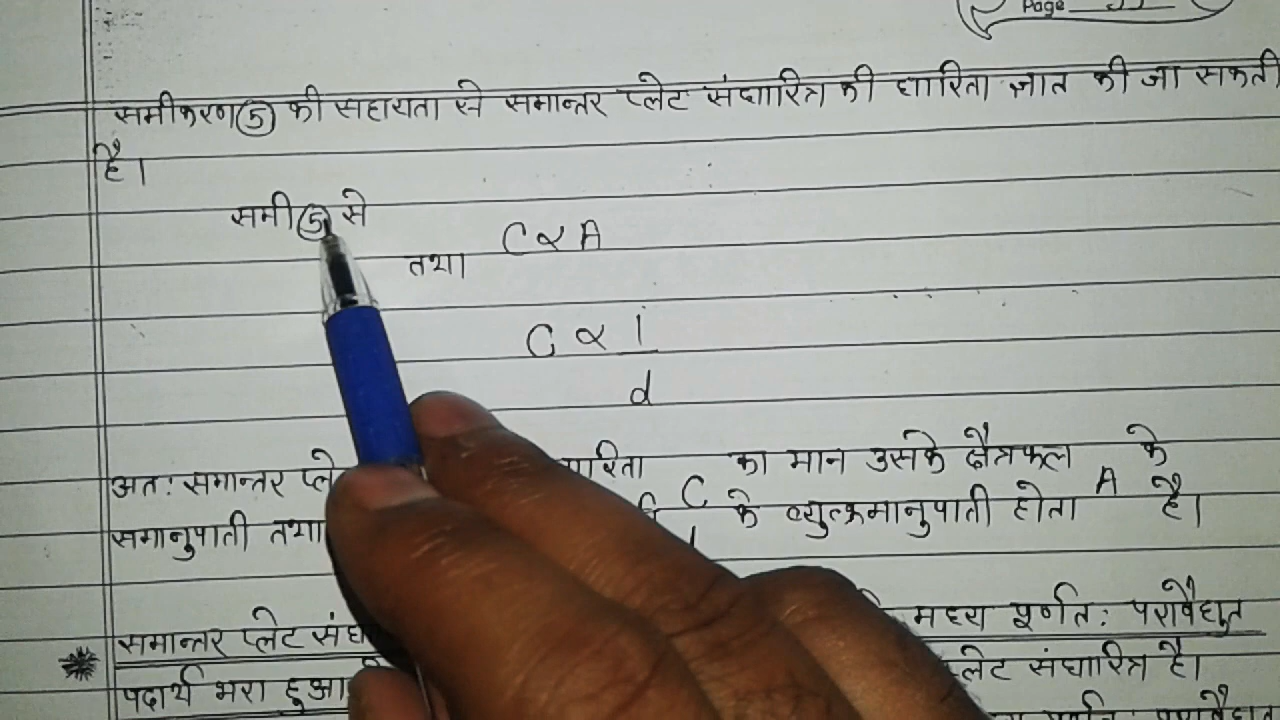 Page
समीकरण(5) की सहायता से समान्तर प्लेट संधारित्र की धारिता ज्ञात की जा सकती
है।
समी(5) से
C ∝ A
तथा
C ∝ 1
d
अतः समान्तर प्ले C का मान उसके क्षेत्रफल A के
समानुपाती तथा के व्युत्क्रमानुपाती होता है।
समान्तर प्लेट मध्य पूर्णतः परावैद्युत
पदार्थ भरा हुआ प्लेट संधारित्र है।